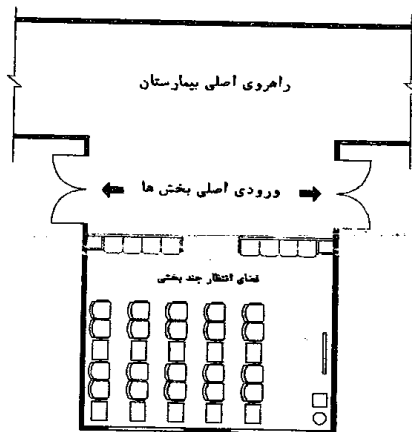 راهروی اصلی بیمارستان
ورودی اصلی بخش ها
فضای انتظار چند بخشی